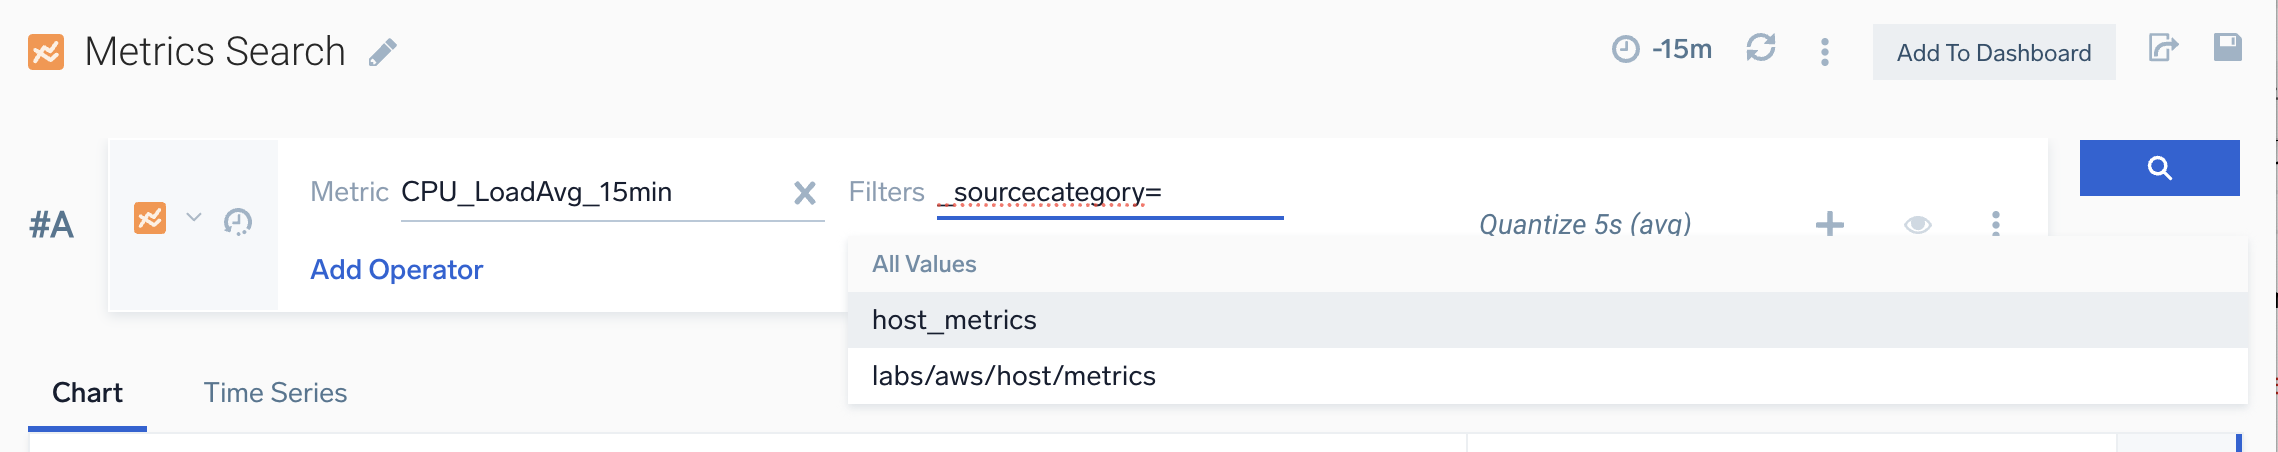 Metrics Search
-15m
Add To Dashboard
#A
Metric CPU_LoadAvg_15min
Filters _sourcecategory=
Quantize 5s (avg)
Add Operator
All Values
host_metrics
labs/aws/host/metrics
Chart
Time Series